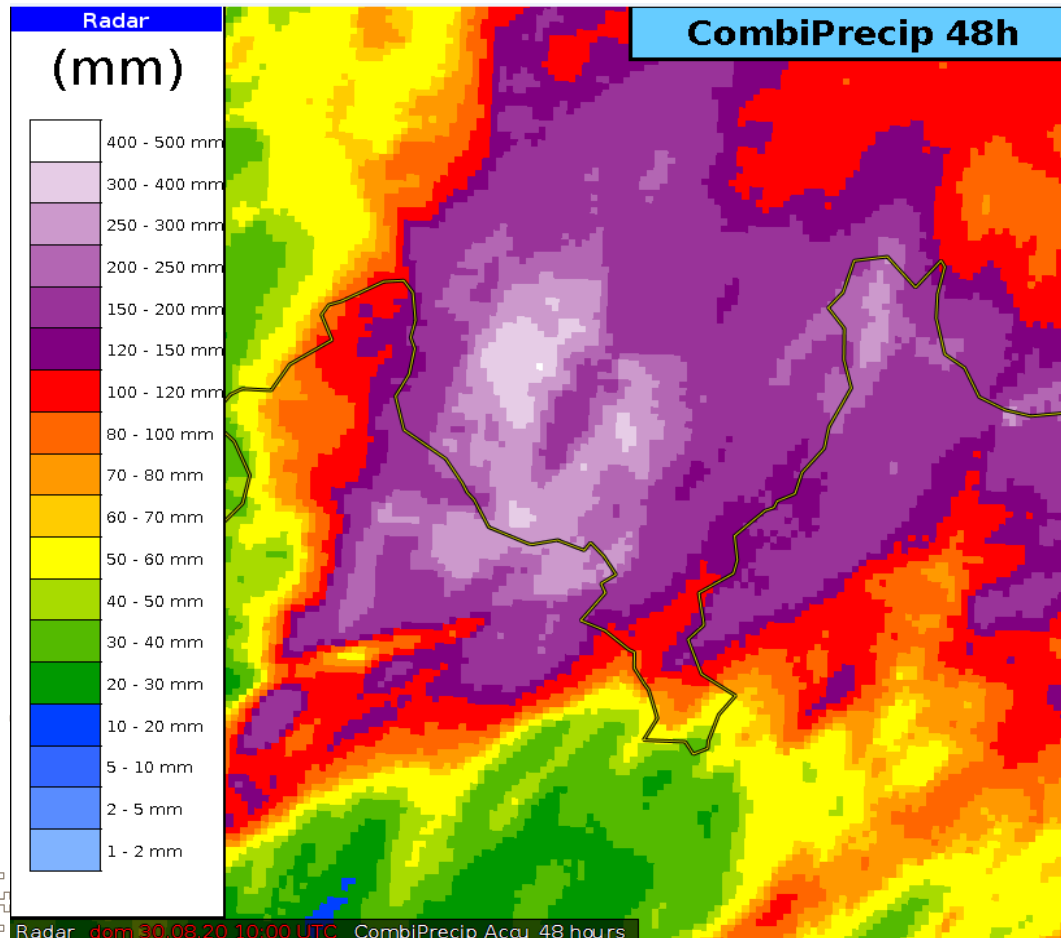 Radar
(mm)
400 - 500 mm
300 - 400 mm
250 - 300 mm
200 - 250 mm
150 - 200 mm
120 - 150 mm
100 - 120 mm
80 - 100 mm
70 - 80 mm
60 - 70 mm
50 - 60 mm
40 - 50 mm
30 - 40 mm
20 - 30 mm
10 - 20 mm
5 - 10 mm
2 - 5 mm
1 - 2 mm
CombiPrecip 48h
Radar dom 30.08.20 10:00 UTC CombiPrecip Accu 48 hours